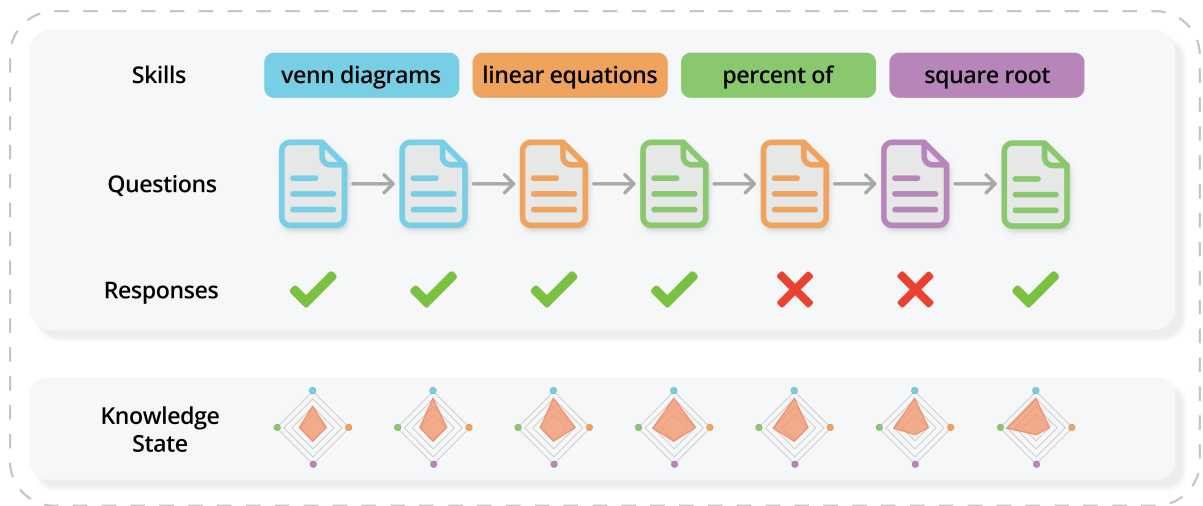 Skills
venn diagrams
linear equations
percent of
square root
Questions
Responses
Knowledge
State